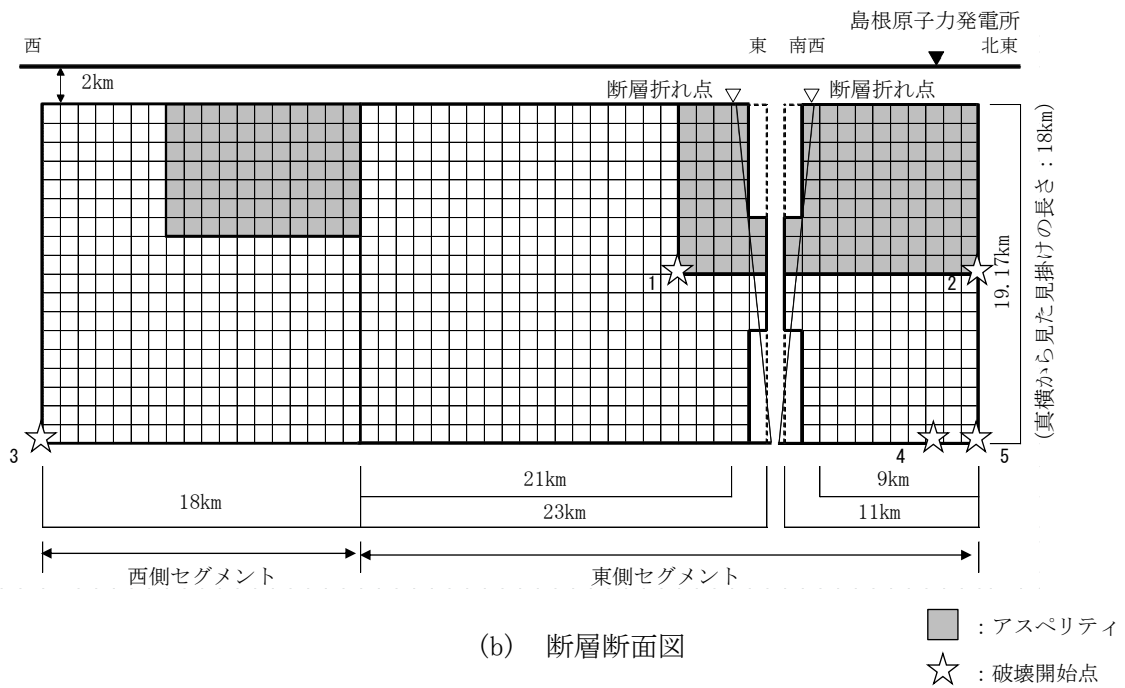 島根原子力発電所
西
東
南西
北東
2km
断層折れ点
断層折れ点
19.17km
(真横から見た見掛けの長さ：18km)
1
2
3
4
5
21km
9km
18km
23km
11km
西側セグメント
東側セグメント
(b) 断層断面図
：アスペリティ
：破壊開始点